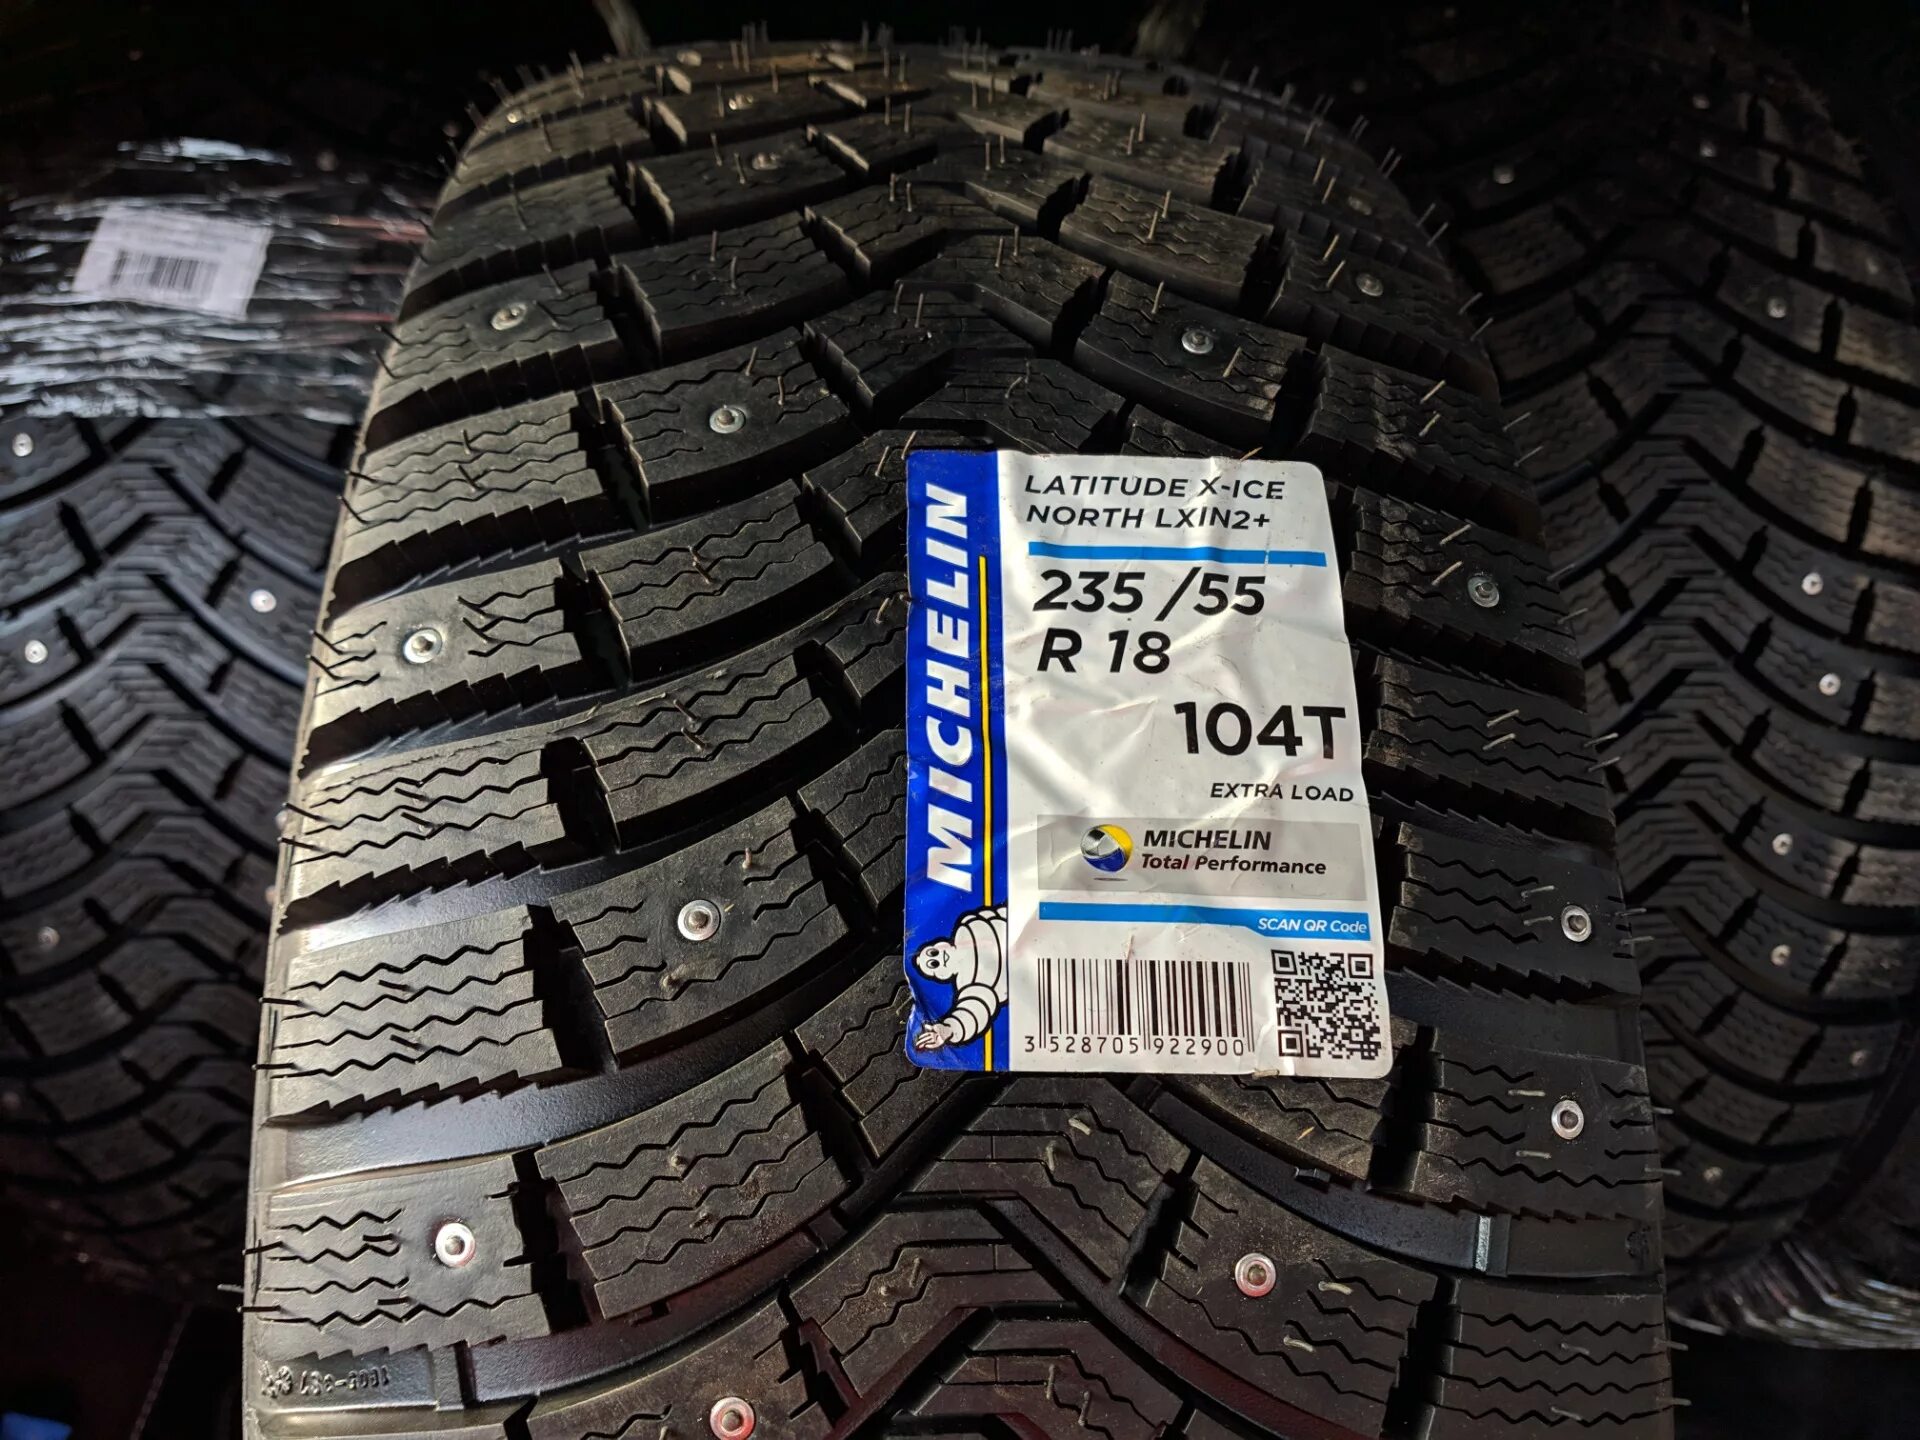 MICHELIN
LATITUDE X-ICE
NORTH LXIN2+
235 /55
R 18
104T
EXTRA LOAD
MICHELIN
Total Performance
SCAN QR Code
3 528705 922900